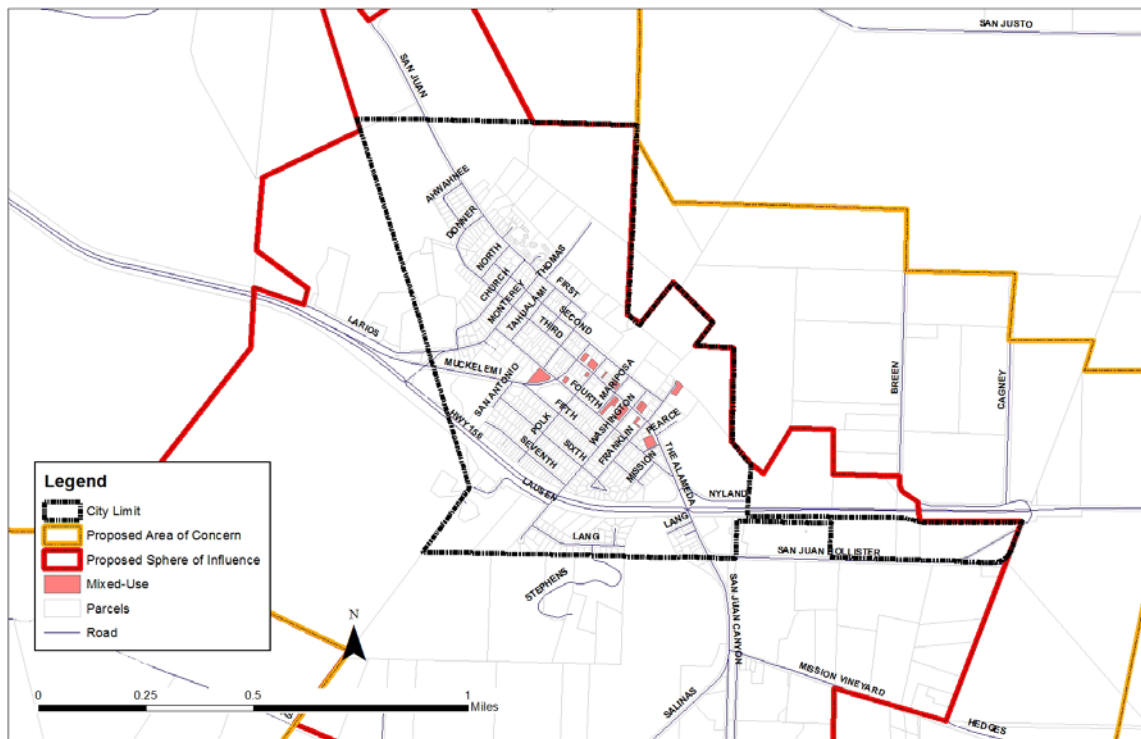 SAN JUSTO
SAN JUAN
AHWAHNEE
DONNER
NORTH
THOMAS
CHURCH
FIRST
MONTEREY
TAHUALAMI
SECOND
THIRD
LARIOS
MUCKELEMI
MARIPOSA
BREEN
CAGNEY
SAN ANTONIO
FOURTH
WASHINGTON
FIFTH
HWY 156
POLK
PEARCE
SIXTH
FRANKLIN
SEVENTH
MISSION
THE ALAMEDA
LAUSEN
NYLAND
LANG
LANG
SAN JUAN OLLISTER
STEPHENS
SAN JUAN CANYON
MISSION VINEYARD
SALINAS
HEDGES
Legend
City Limit
Proposed Area of Concern
Proposed Sphere of Influence
Mixed-Use
Parcels
Road
N
0 0.25 0.5 1
Miles